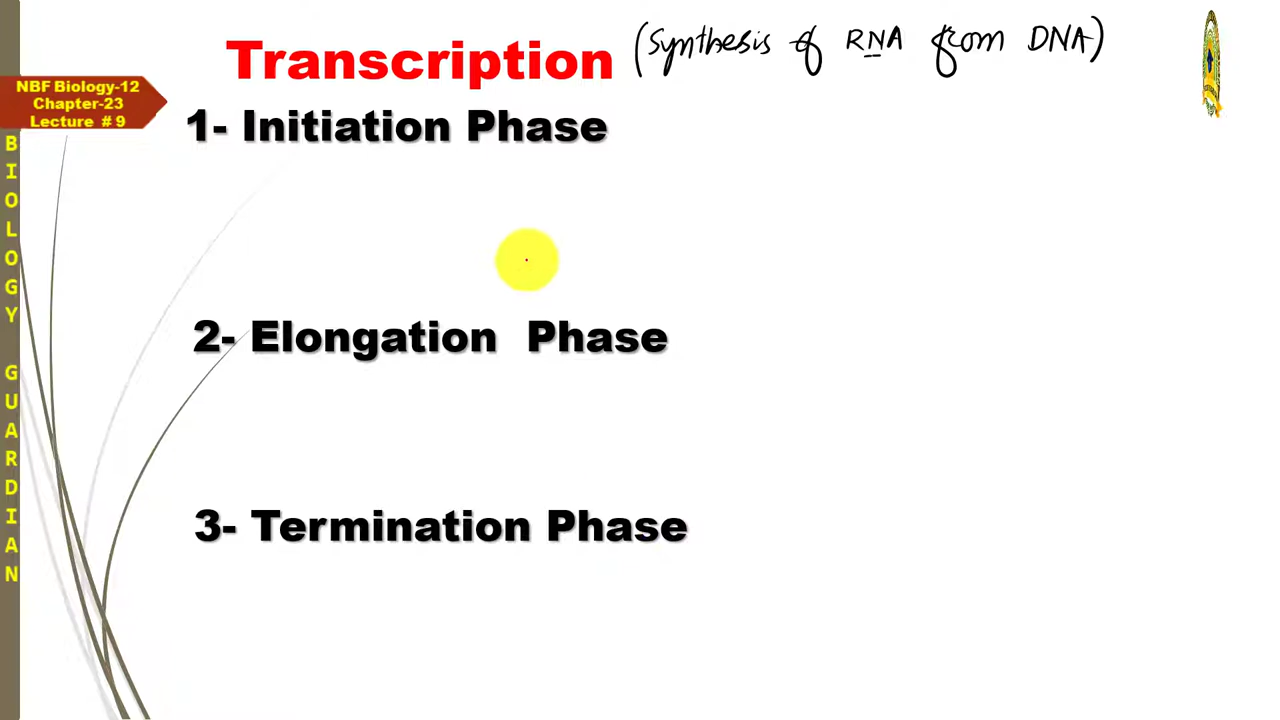 Transcription (Synthesis of RNA from DNA)
NBF Biology-12
Chapter-23
Lecture # 9
1- Initiation Phase
2- Elongation Phase
3- Termination Phase
BIOLOGY GUARDIAN